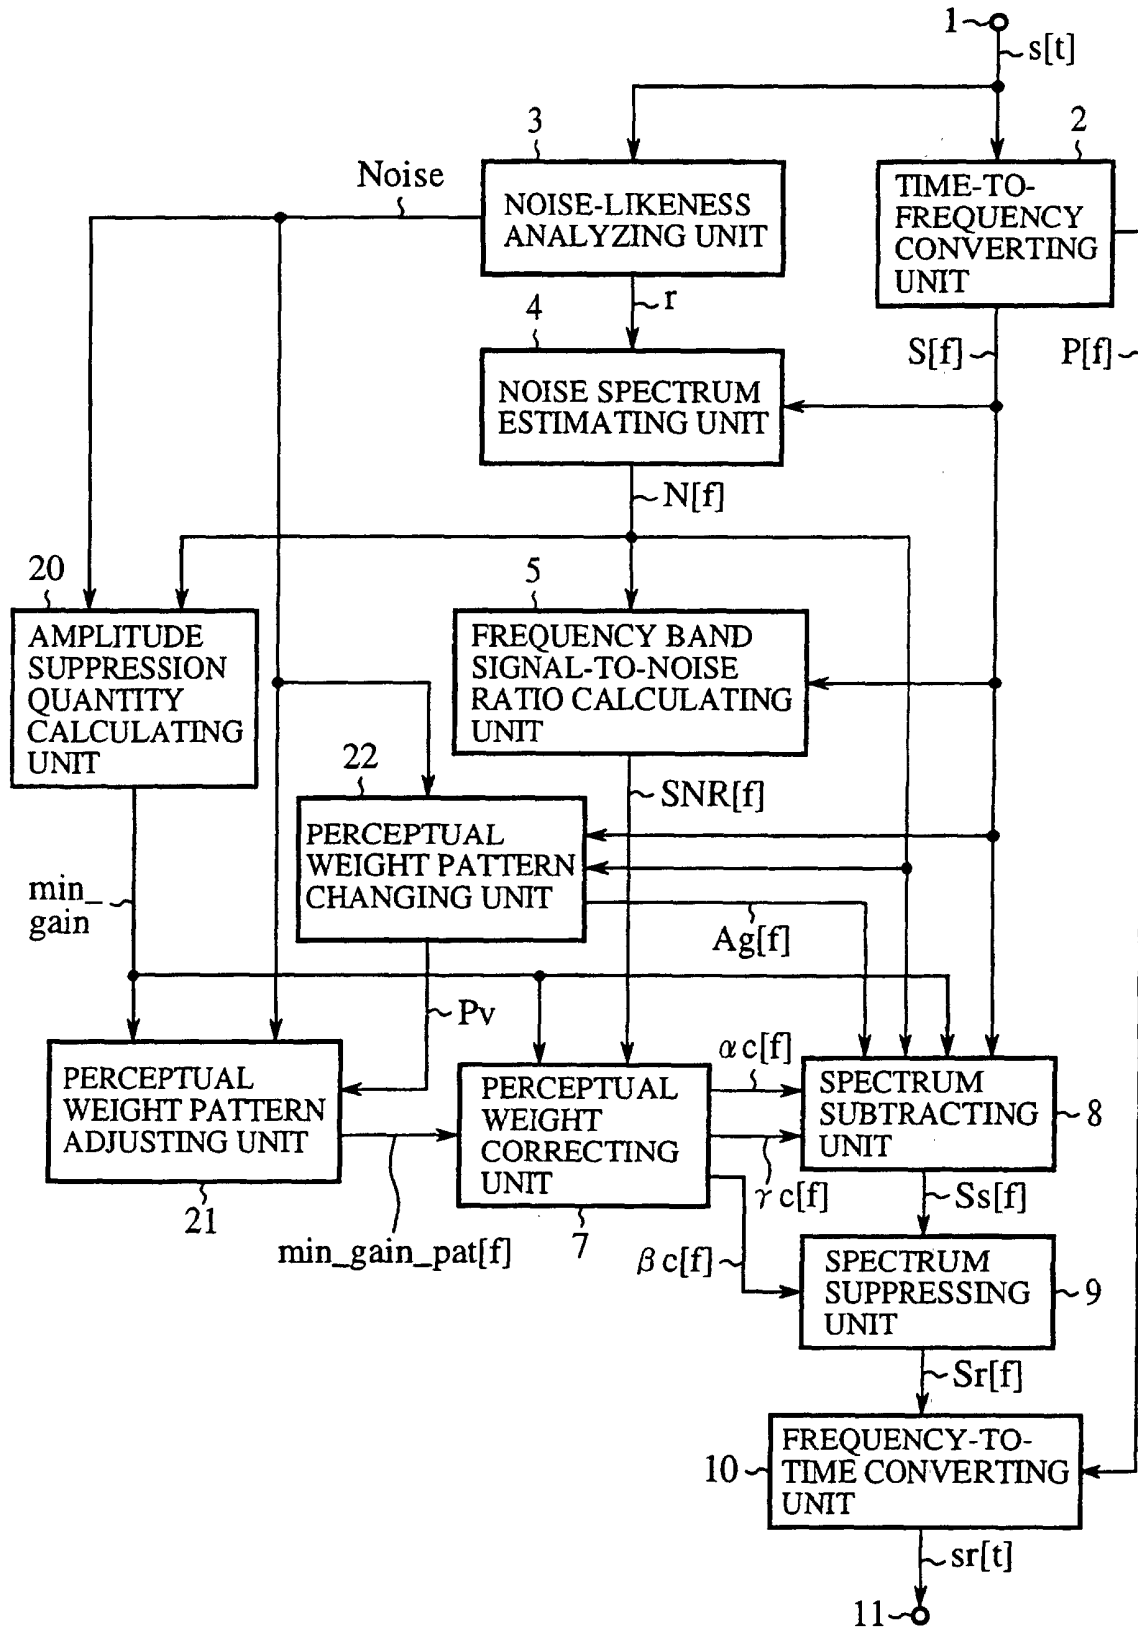 1
s[t]
3
2
Noise
NOISE-LIKENESS
ANALYZING UNIT
TIME-TO-
FREQUENCY
CONVERTING
UNIT
r
4
S[f]
P[f]
NOISE SPECTRUM
ESTIMATING UNIT
N[f]
20
5
AMPLITUDE
SUPPRESSION
QUANTITY
CALCULATING
UNIT
FREQUENCY BAND
SIGNAL-TO-NOISE
RATIO CALCULATING
UNIT
22
SNR[f]
PERCEPTUAL
WEIGHT PATTERN
CHANGING UNIT
min_
gain
Ag[f]
Pv
αc[f]
PERCEPTUAL
WEIGHT PATTERN
ADJUSTING UNIT
PERCEPTUAL
WEIGHT
CORRECTING
UNIT
SPECTRUM
SUBTRACTING
UNIT
8
21
γc[f]
Ss[f]
min_gain_pat[f]
7
βc[f]
SPECTRUM
SUPPRESSING
UNIT
9
Sr[f]
10
FREQUENCY-TO-
TIME CONVERTING
UNIT
sr[t]
11